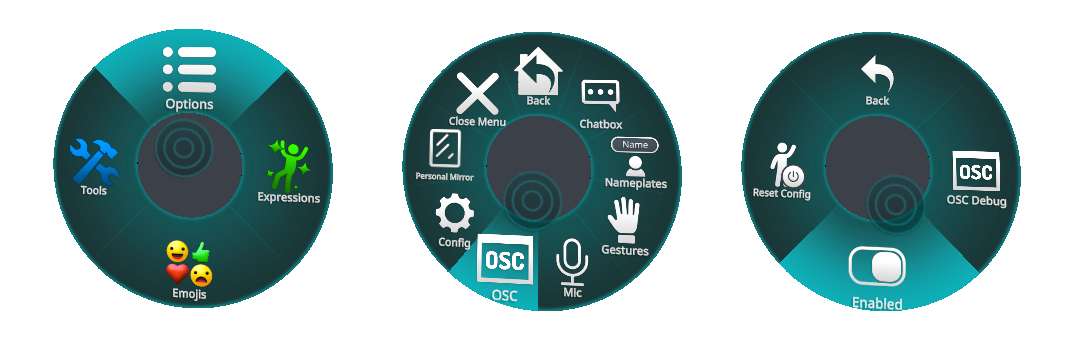 Options
Tools
Expressions
Emojis
Back
Close Menu
Chatbox
Personal Mirror
Name
Nameplates
Config
Gestures
OSC
OSC
Mic
Back
Reset Config
OSC
OSC Debug
Enabled